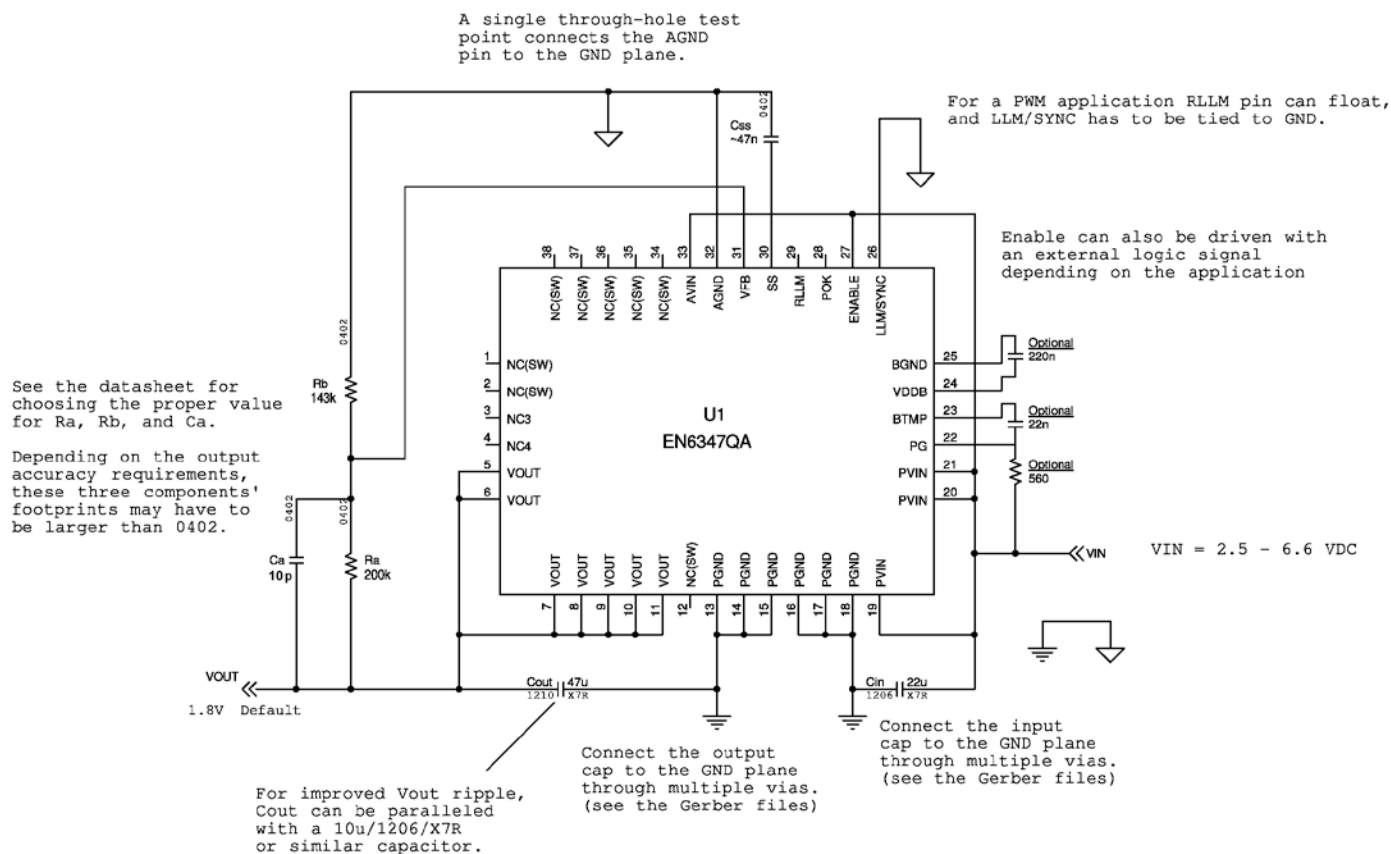 A single through-hole test
point connects the AGND
pin to the GND plane.
0402
Css
~47n
For a PWM application RLLM pin can float,
and LLM/SYNC has to be tied to GND.
Enable can also be driven with
an external logic signal
depending on the application
38
37
36
35
34
33
32
31
30
29
28
27
26
NC(SW)
NC(SW)
NC(SW)
NC(SW)
NC(SW)
AVIN
AGND
VFB
SS
RLLM
POK
ENABLE
LLM/SYNC
0402
Rb
143k
See the datasheet for
choosing the proper value
for Ra, Rb, and Ca.
Depending on the output
accuracy requirements,
these three components'
footprints may have to
be larger than 0402.
0402
0402
Ca
10p
Ra
200k
1 NC(SW)
2 NC(SW)
3 NC3
4 NC4
5 VOUT
6 VOUT
U1
EN6347QA
BGND 25
VDDB 24
BTMP 23
PG 22
PVIN 21
PVIN 20
Optional
220n
Optional
22n
Optional
560
VIN
VIN = 2.5 - 6.6 VDC
VOUT
VOUT
VOUT
VOUT
VOUT
NC(SW)
PGND
PGND
PGND
PGND
PGND
PGND
PVIN
7
8
9
10
11
12
13
14
15
16
17
18
19
VOUT
1.8V Default
Cout 47u
1210 X7R
Cin 22u
1206 X7R
Connect the output
cap to the GND plane
through multiple vias.
(see the Gerber files)
Connect the input
cap to the GND plane
through multiple vias.
(see the Gerber files)
For improved Vout ripple,
Cout can be paralleled
with a 10u/1206/X7R
or similar capacitor.